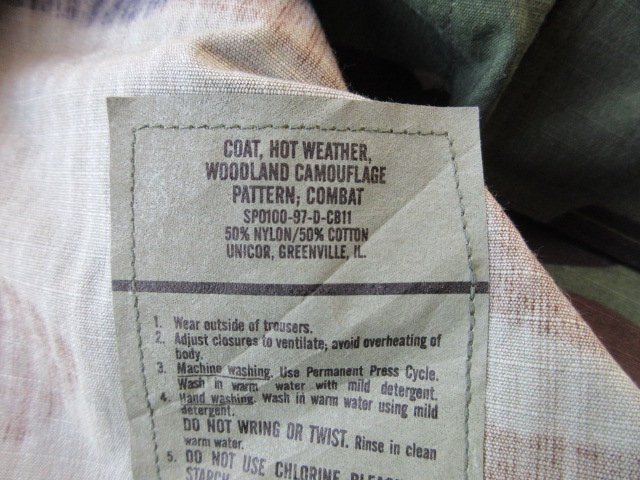 COAT, HOT WEATHER,
WOODLAND CAMOUFLAGE
PATTERN; COMBAT
SPO100-97-D-CB11
50% NYLON/50% COTTON
UNICOR, GREENVILLE, IL.
1. Wear outside of trousers.
2. Adjust closures to ventilate; avoid overheating of
body.
3. Machine washing. Use Permanent Press Cycle.
Wash in warm water with mild detergent.
4. Hand washing. Wash in warm water using mild
detergent.
DO NOT WRING OR TWIST. Rinse in clean
warm water.
5. DO NOT USE CHLORINE BLEACH
STARCH